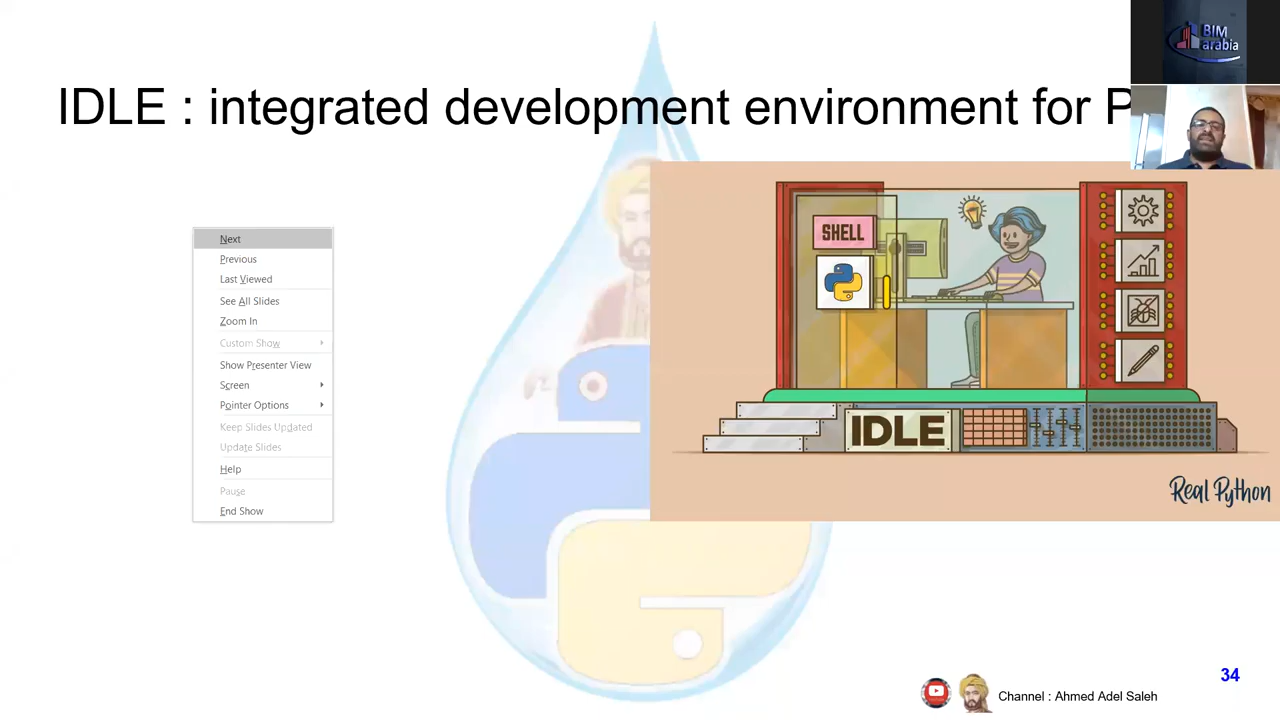 BIM
arabia
IDLE : integrated development environment for P
SHELL
Next
Previous
Last Viewed
See All Slides
Zoom In
Custom Show
Show Presenter View
Screen
Pointer Options
Keep Slides Updated
Update Slides
Help
Pause
End Show
IDLE
Real Python
34
Channel : Ahmed Adel Saleh